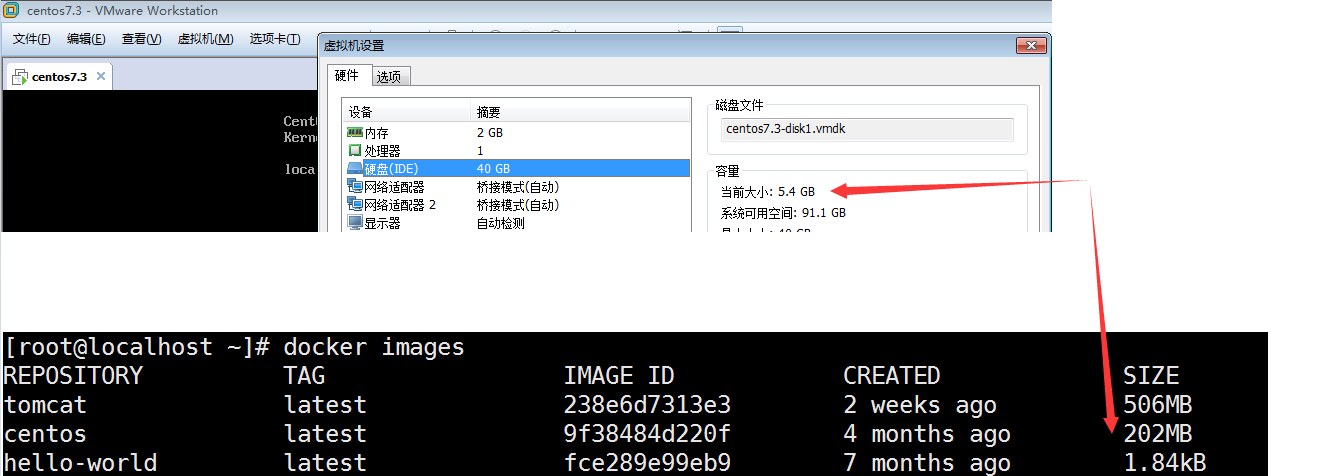 centos7.3 - VMware Workstation
文件(F) 编辑(E) 查看(V) 虚拟机(M) 选项卡(T)
虚拟机设置
centos7.3
硬件 选项
设备 摘要
内存 2 GB
处理器 1
硬盘(IDE) 40 GB
网络适配器 桥接模式(自动)
网络适配器 2 桥接模式(自动)
显示器 自动检测
磁盘文件
centos7.3-disk1.vmdk
容量
当前大小: 5.4 GB
系统可用空间: 91.1 GB
Cent
Kern
loca
[root@localhost ~]# docker images
REPOSITORY TAG IMAGE ID CREATED SIZE
tomcat latest 238e6d7313e3 2 weeks ago 506MB
centos latest 9f38484d220f 4 months ago 202MB
hello-world latest fce289e99eb9 7 months ago 1.84kB